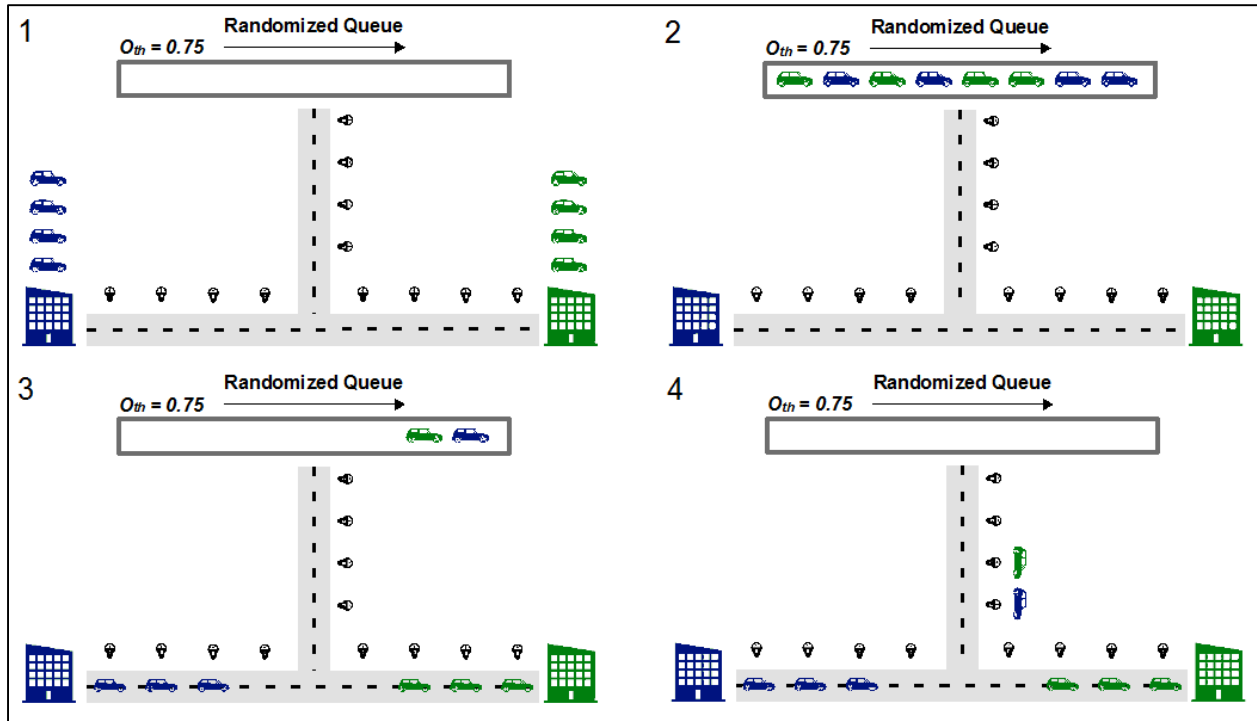 1
Randomized Queue
Oth = 0.75
2
Randomized Queue
Oth = 0.75
3
Randomized Queue
Oth = 0.75
4
Randomized Queue
Oth = 0.75